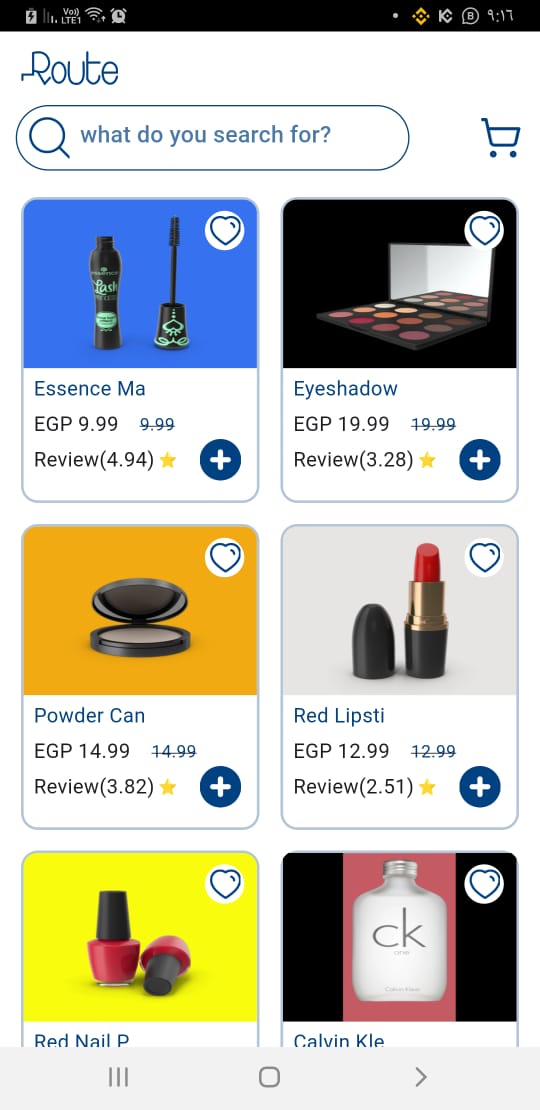 Vo))
LTE1
٩:١٦
Route
what do you search for?
essence
Lash
PRINCESS
Essence Ma
EGP 9.99 9.99
Review(4.94)
Eyeshadow
EGP 19.99 19.99
Review(3.28)
Powder Can
EGP 14.99 14.99
Review(3.82)
Red Lipsti
EGP 12.99 12.99
Review(2.51)
ck
one
Calvin Klein
Red Nail P
Calvin Kle